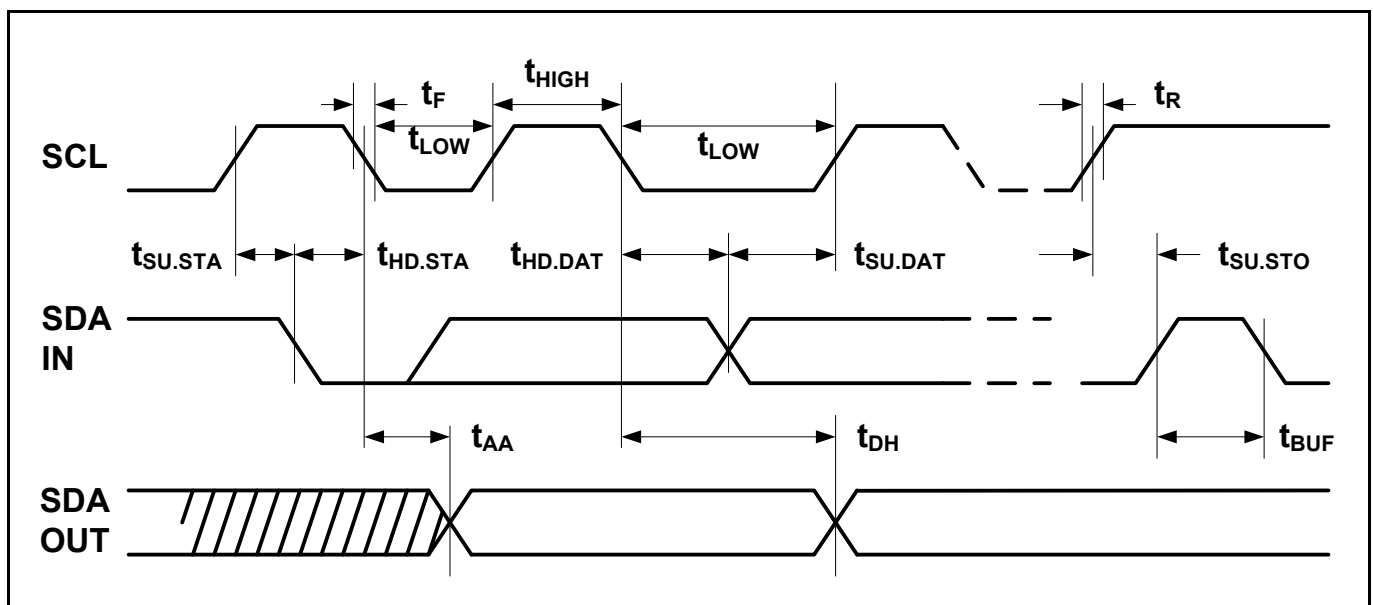 tF
tHIGH
tR
SCL
tLOW
tLOW
tSU.STA
tHD.STA
tHD.DAT
tSU.DAT
tSU.STO
SDA
IN
tAA
tDH
tBUF
SDA
OUT